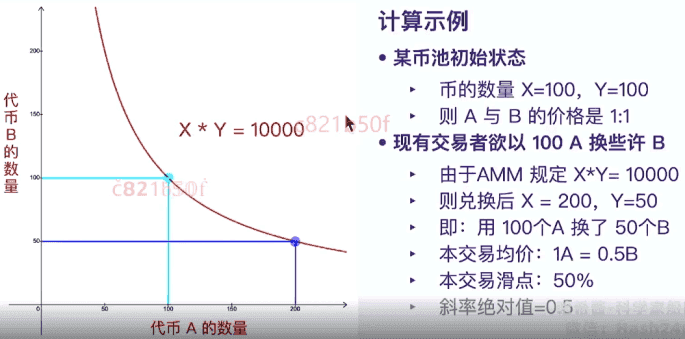 代币B的数量
200
150
100
50
0
50
100
150
200
X * Y = 10000
c821b50f
c821b50f
代币 A 的数量
计算示例
• 某币池初始状态
‣ 币的数量 X=100，Y=100
‣ 则 A 与 B 的价格是 1:1
• 现有交易者欲以 100 A 换些许 B
‣ 由于AMM 规定 X*Y= 10000
‣ 则兑换后 X = 200，Y=50
‣ 即：用 100个A 换了 50个B
‣ 本交易均价：1A = 0.5B
‣ 本交易滑点：50%
‣ 斜率绝对值=0.5